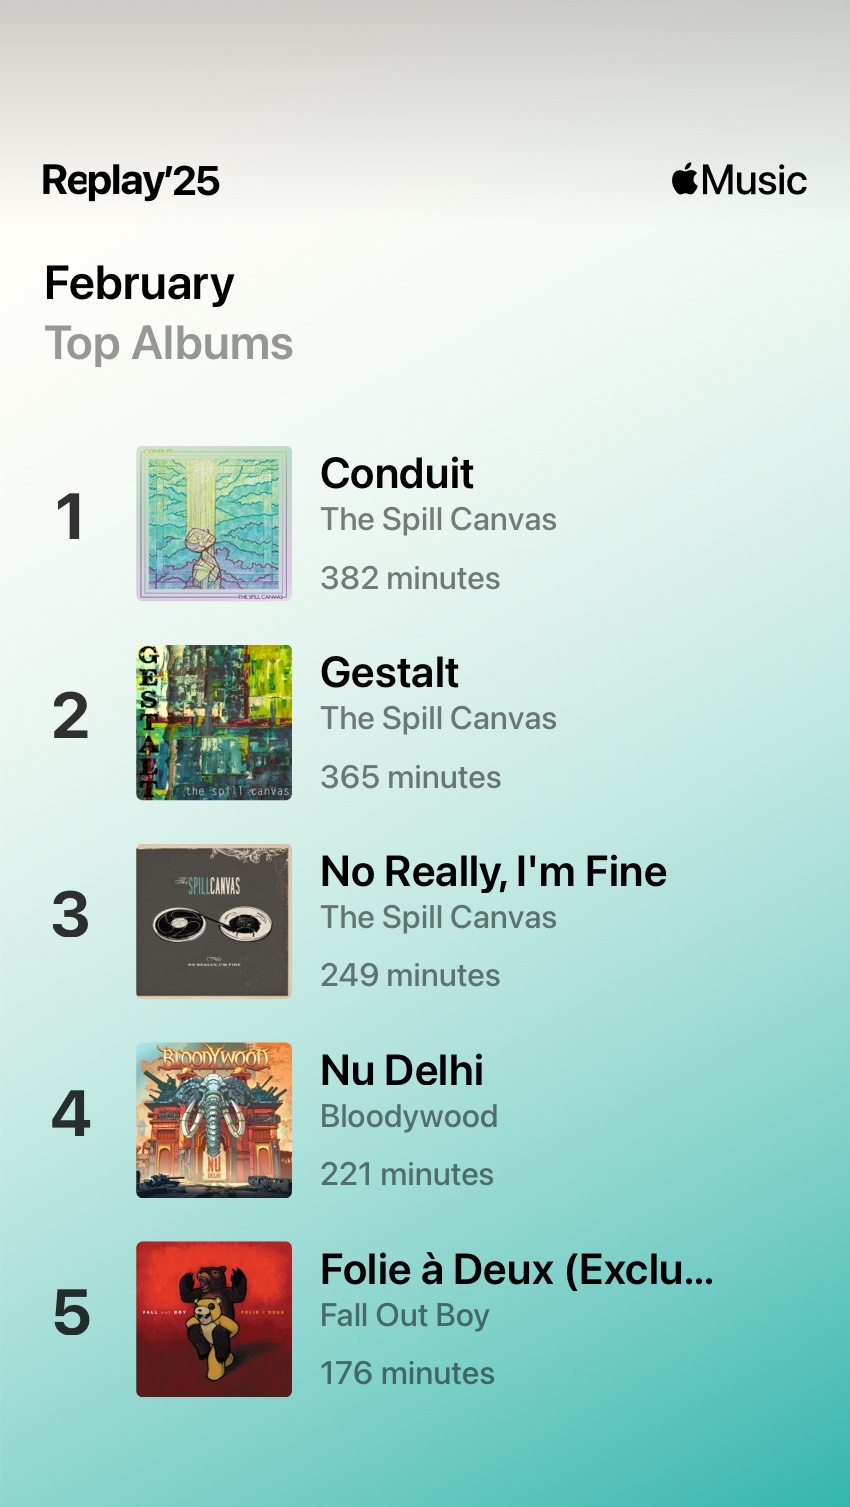 Replay'25
Music
February
Top Albums
1
CONDUIT
THE SPILL CANVAS
Conduit
The Spill Canvas
382 minutes
2
GESTALT
the spill canvas
Gestalt
The Spill Canvas
365 minutes
3
The SPILL CANVAS
NO REALLY, I'M FINE
No Really, I'm Fine
The Spill Canvas
249 minutes
4
BLOODYWOOD
NU
DELHI
Nu Delhi
Bloodywood
221 minutes
5
FALL OUT BOY
FOLIE à DEUX
Folie à Deux (Exclu...
Fall Out Boy
176 minutes